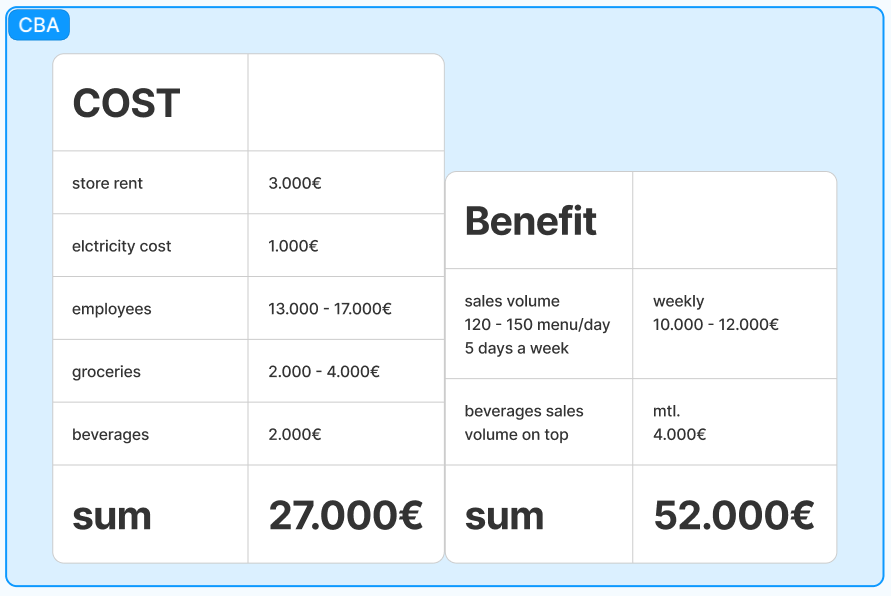 CBA
COST
store rent 3.000€
elctricity cost 1.000€
employees 13.000 - 17.000€
groceries 2.000 - 4.000€
beverages 2.000€
sum 27.000€
Benefit
sales volume weekly
120 - 150 menu/day 10.000 - 12.000€
5 days a week
beverages sales mtl.
volume on top 4.000€
sum 52.000€